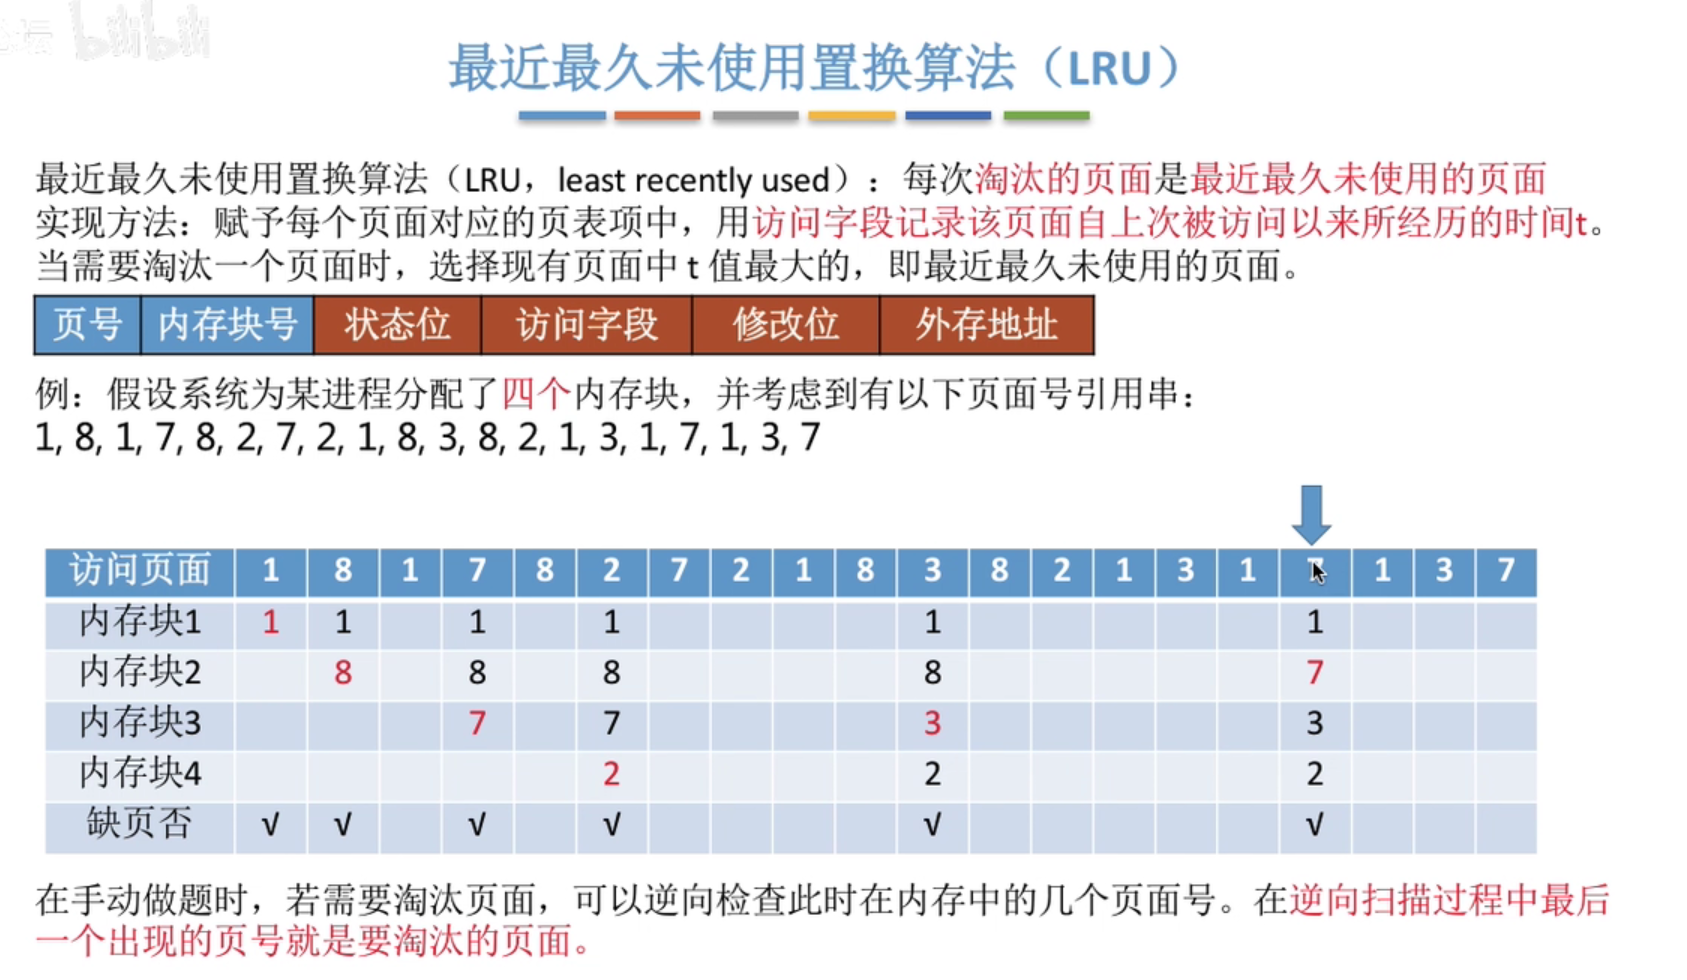 坛 bilibili
最近最久未使用置换算法（LRU）
最近最久未使用置换算法（LRU，least recently used）：每次淘汰的页面是最近最久未使用的页面
实现方法：赋予每个页面对应的页表项中，用访问字段记录该页面自上次被访问以来所经历的时间t。
当需要淘汰一个页面时，选择现有页面中 t 值最大的，即最近最久未使用的页面。
页号 内存块号 状态位 访问字段 修改位 外存地址
例：假设系统为某进程分配了四个内存块，并考虑到有以下页面号引用串：
1, 8, 1, 7, 8, 2, 7, 2, 1, 8, 3, 8, 2, 1, 3, 1, 7, 1, 3, 7
访问页面 1 8 1 7 8 2 7 2 1 8 3 8 2 1 3 1 7 1 3 7
内存块1 1 1 1 1 1 1
内存块2 8 8 8 8 7
内存块3 7 7 3 3
内存块4 2 2 2
缺页否 √ √ √ √ √ √
在手动做题时，若需要淘汰页面，可以逆向检查此时在内存中的几个页面号。在逆向扫描过程中最后
一个出现的页号就是要淘汰的页面。